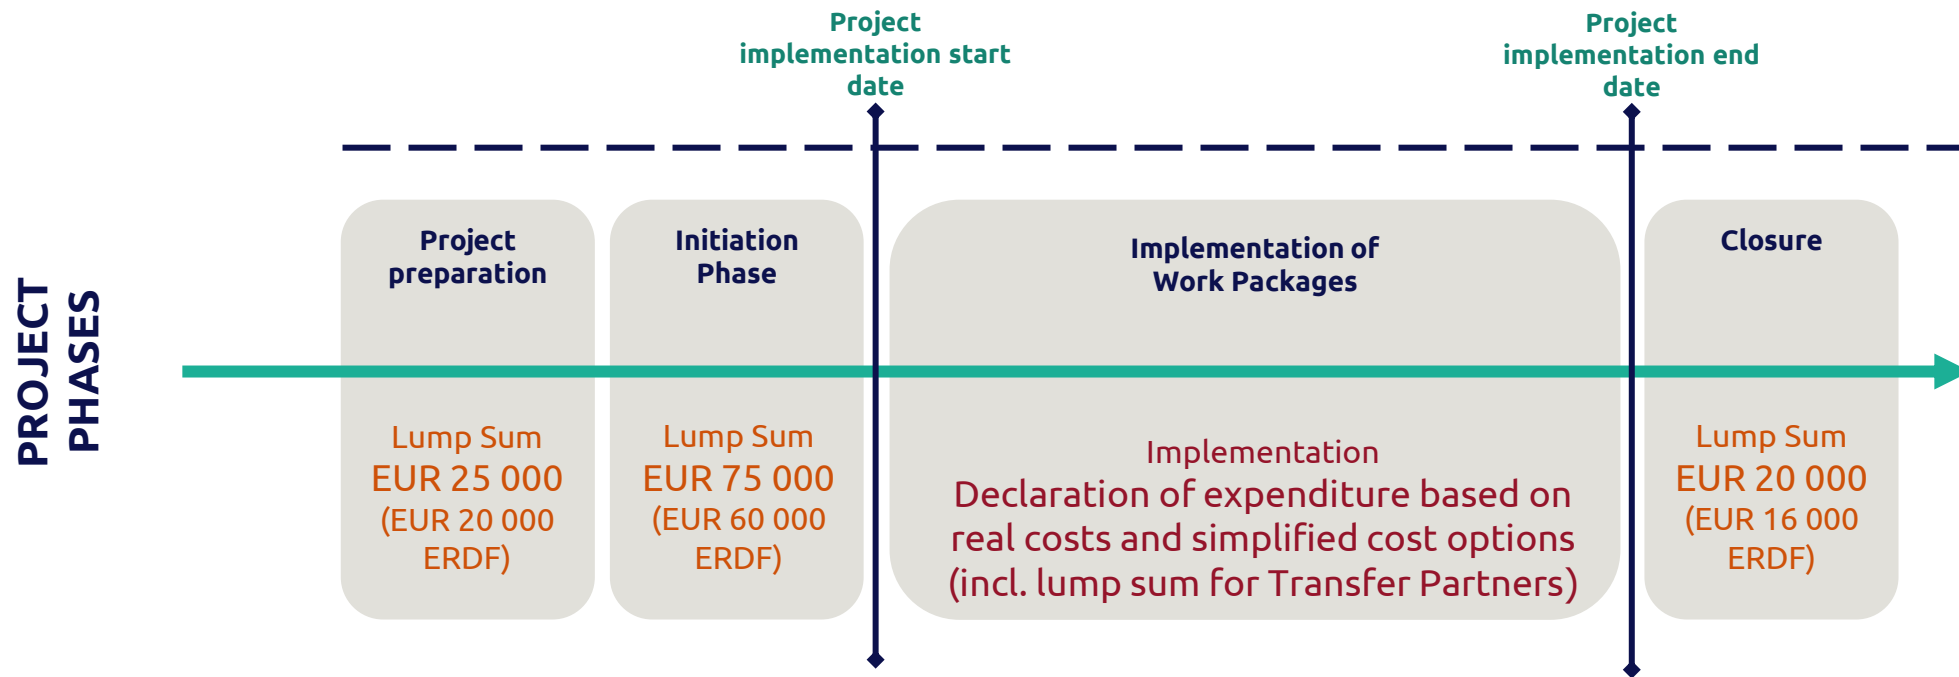 Project
implementation start
date
Project
implementation end
date
PROJECT
PHASES
Project
preparation
Lump Sum
EUR 25 000
(EUR 20 000
ERDF)
Initiation
Phase
Lump Sum
EUR 75 000
(EUR 60 000
ERDF)
Implementation of
Work Packages
Implementation
Declaration of expenditure based on
real costs and simplified cost options
(incl. lump sum for Transfer Partners)
Closure
Lump Sum
EUR 20 000
(EUR 16 000
ERDF)